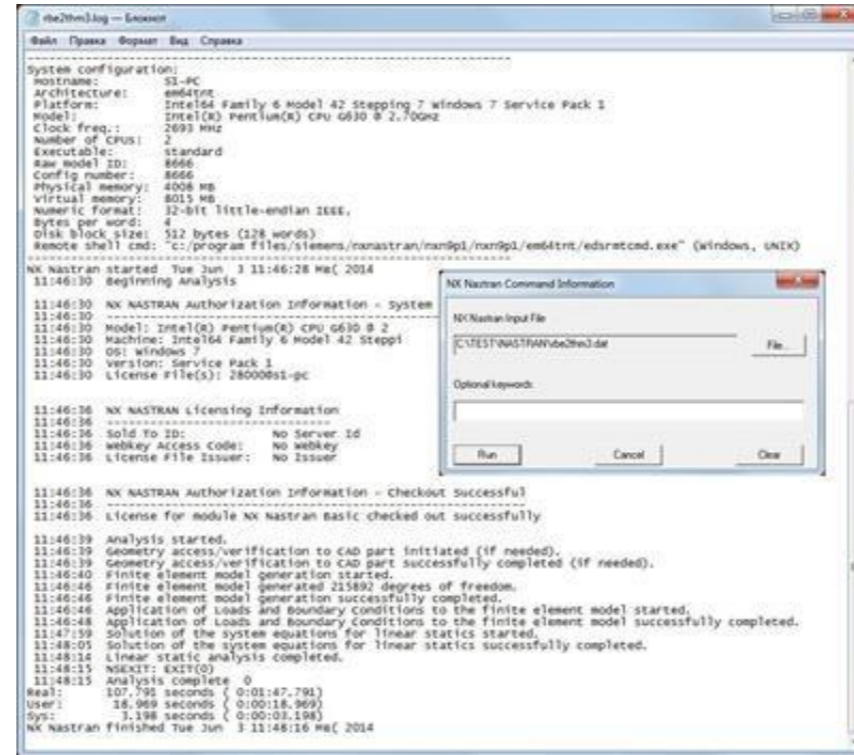 rbe2thm3.log — Блокнот
Файл Правка Формат Вид Справка
System configuration:
Hostname: S1-PC
Architecture: em64tnt
Platform: Intel64 Family 6 Model 42 Stepping 7 Windows 7 Service Pack 1
Model: Intel(R) Pentium(R) CPU G630 @ 2.70GHz
Clock freq.: 2693 MHz
Number of CPUs: 2
Executable: standard
Raw model ID: 8666
Config number: 8666
Physical memory: 4008 MB
Virtual memory: 8015 MB
Numeric format: 32-bit little-endian IEEE,
Bytes per word: 4
Disk block size: 512 bytes (128 words)
Remote shell cmd: "c:/program files/siemens/nxnastran/nxn9p1/nxn9p1/em64tnt/edsrmtcmd.exe" (Windows, UNIX)
NX Nastran started Tue Jun 3 11:46:28 RË( 2014
11:46:30 Beginning Analysis
11:46:30 NX NASTRAN Authorization Information - System
11:46:30 ----------------------------------------
11:46:30 Model: Intel(R) Pentium(R) CPU G630 @ 2
11:46:30 Machine: Intel64 Family 6 Model 42 Steppi
11:46:30 OS: Windows 7
11:46:30 Version: Service Pack 1
11:46:30 License File(s): 28000@s1-pc
11:46:36 NX NASTRAN Licensing Information
11:46:36 --------------------------------
11:46:36 Sold To ID: No Server Id
11:46:36 Webkey Access Code: No Webkey
11:46:36 License File Issuer: No Issuer
11:46:36 NX NASTRAN Authorization Information - Checkout Successful
11:46:36 ----------------------------------------
11:46:36 License for module NX Nastran Basic checked out successfully
11:46:39 Analysis started.
11:46:39 Geometry access/verification to CAD part initiated (if needed).
11:46:39 Geometry access/verification to CAD part successfully completed (if needed).
11:46:40 Finite element model generation started.
11:46:46 Finite element model generated 215892 degrees of freedom.
11:46:46 Finite element model generation successfully completed.
11:46:46 Application of Loads and Boundary Conditions to the finite element model started.
11:46:48 Application of Loads and Boundary Conditions to the finite element model successfully completed.
11:47:59 Solution of the system equations for linear statics started.
11:48:05 Solution of the system equations for linear statics successfully completed.
11:48:14 Linear static analysis completed.
11:48:15 NSEXIT: EXIT(0)
11:48:15 Analysis complete 0
Real: 107.791 seconds ( 0:01:47.791)
User: 18.969 seconds ( 0:00:18.969)
Sys: 3.198 seconds ( 0:00:03.198)
NX Nastran finished Tue Jun 3 11:48:16 2014
NX Nastran Command Information
NX Nastran Input File
C:\TEST\NASTRAN\rbe2thm3.dat
File...
Optional keywords:
Run Cancel Clear